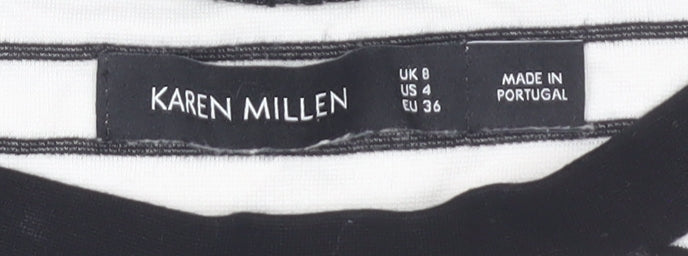 KAREN MILLEN
UK 8
US 4
EU 36
MADE IN
PORTUGAL